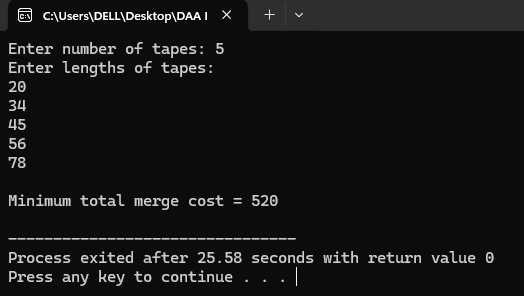 C:\Users\DELL\Desktop\DAA l
Enter number of tapes: 5
Enter lengths of tapes:
20
34
45
56
78
Minimum total merge cost = 520
--------------------------------
Process exited after 25.58 seconds with return value 0
Press any key to continue . . .